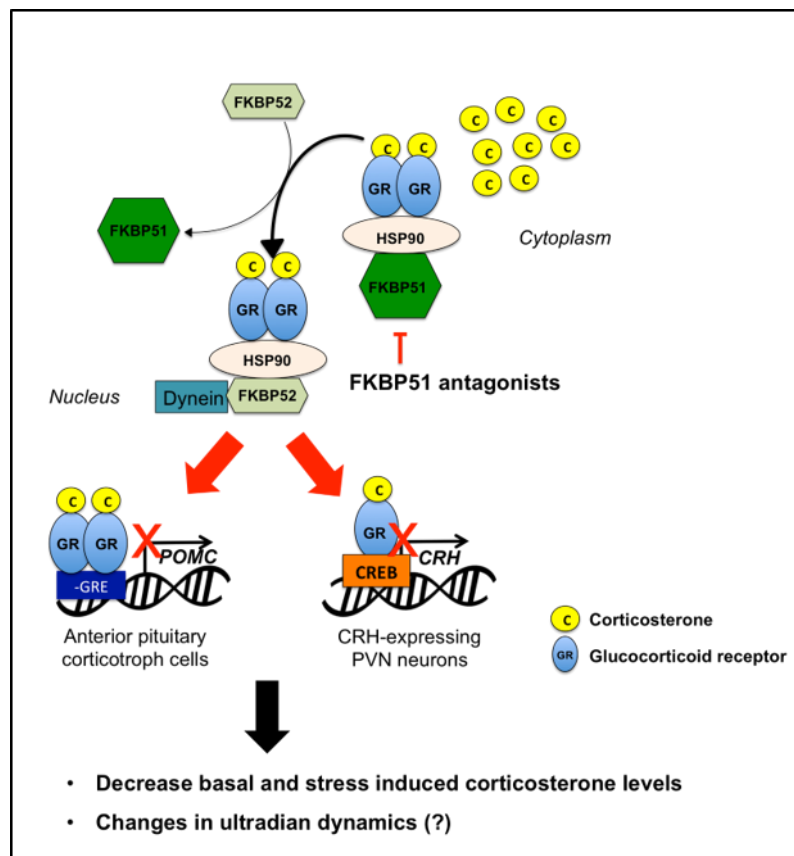 FKBP52
C
C
C
C
C
C
C
C
C
C
GR
GR
FKBP51
HSP90
Cytoplasm
FKBP51
C
C
GR
GR
HSP90
FKBP51 antagonists
Nucleus
Dynein
FKBP52
C
C
C
GR
GR
X
POMC
GR
X
CRH
-GRE
CREB
Anterior pituitary
corticotroph cells
CRH-expressing
PVN neurons
C Corticosterone
GR Glucocorticoid receptor
• Decrease basal and stress induced corticosterone levels
• Changes in ultradian dynamics (?)